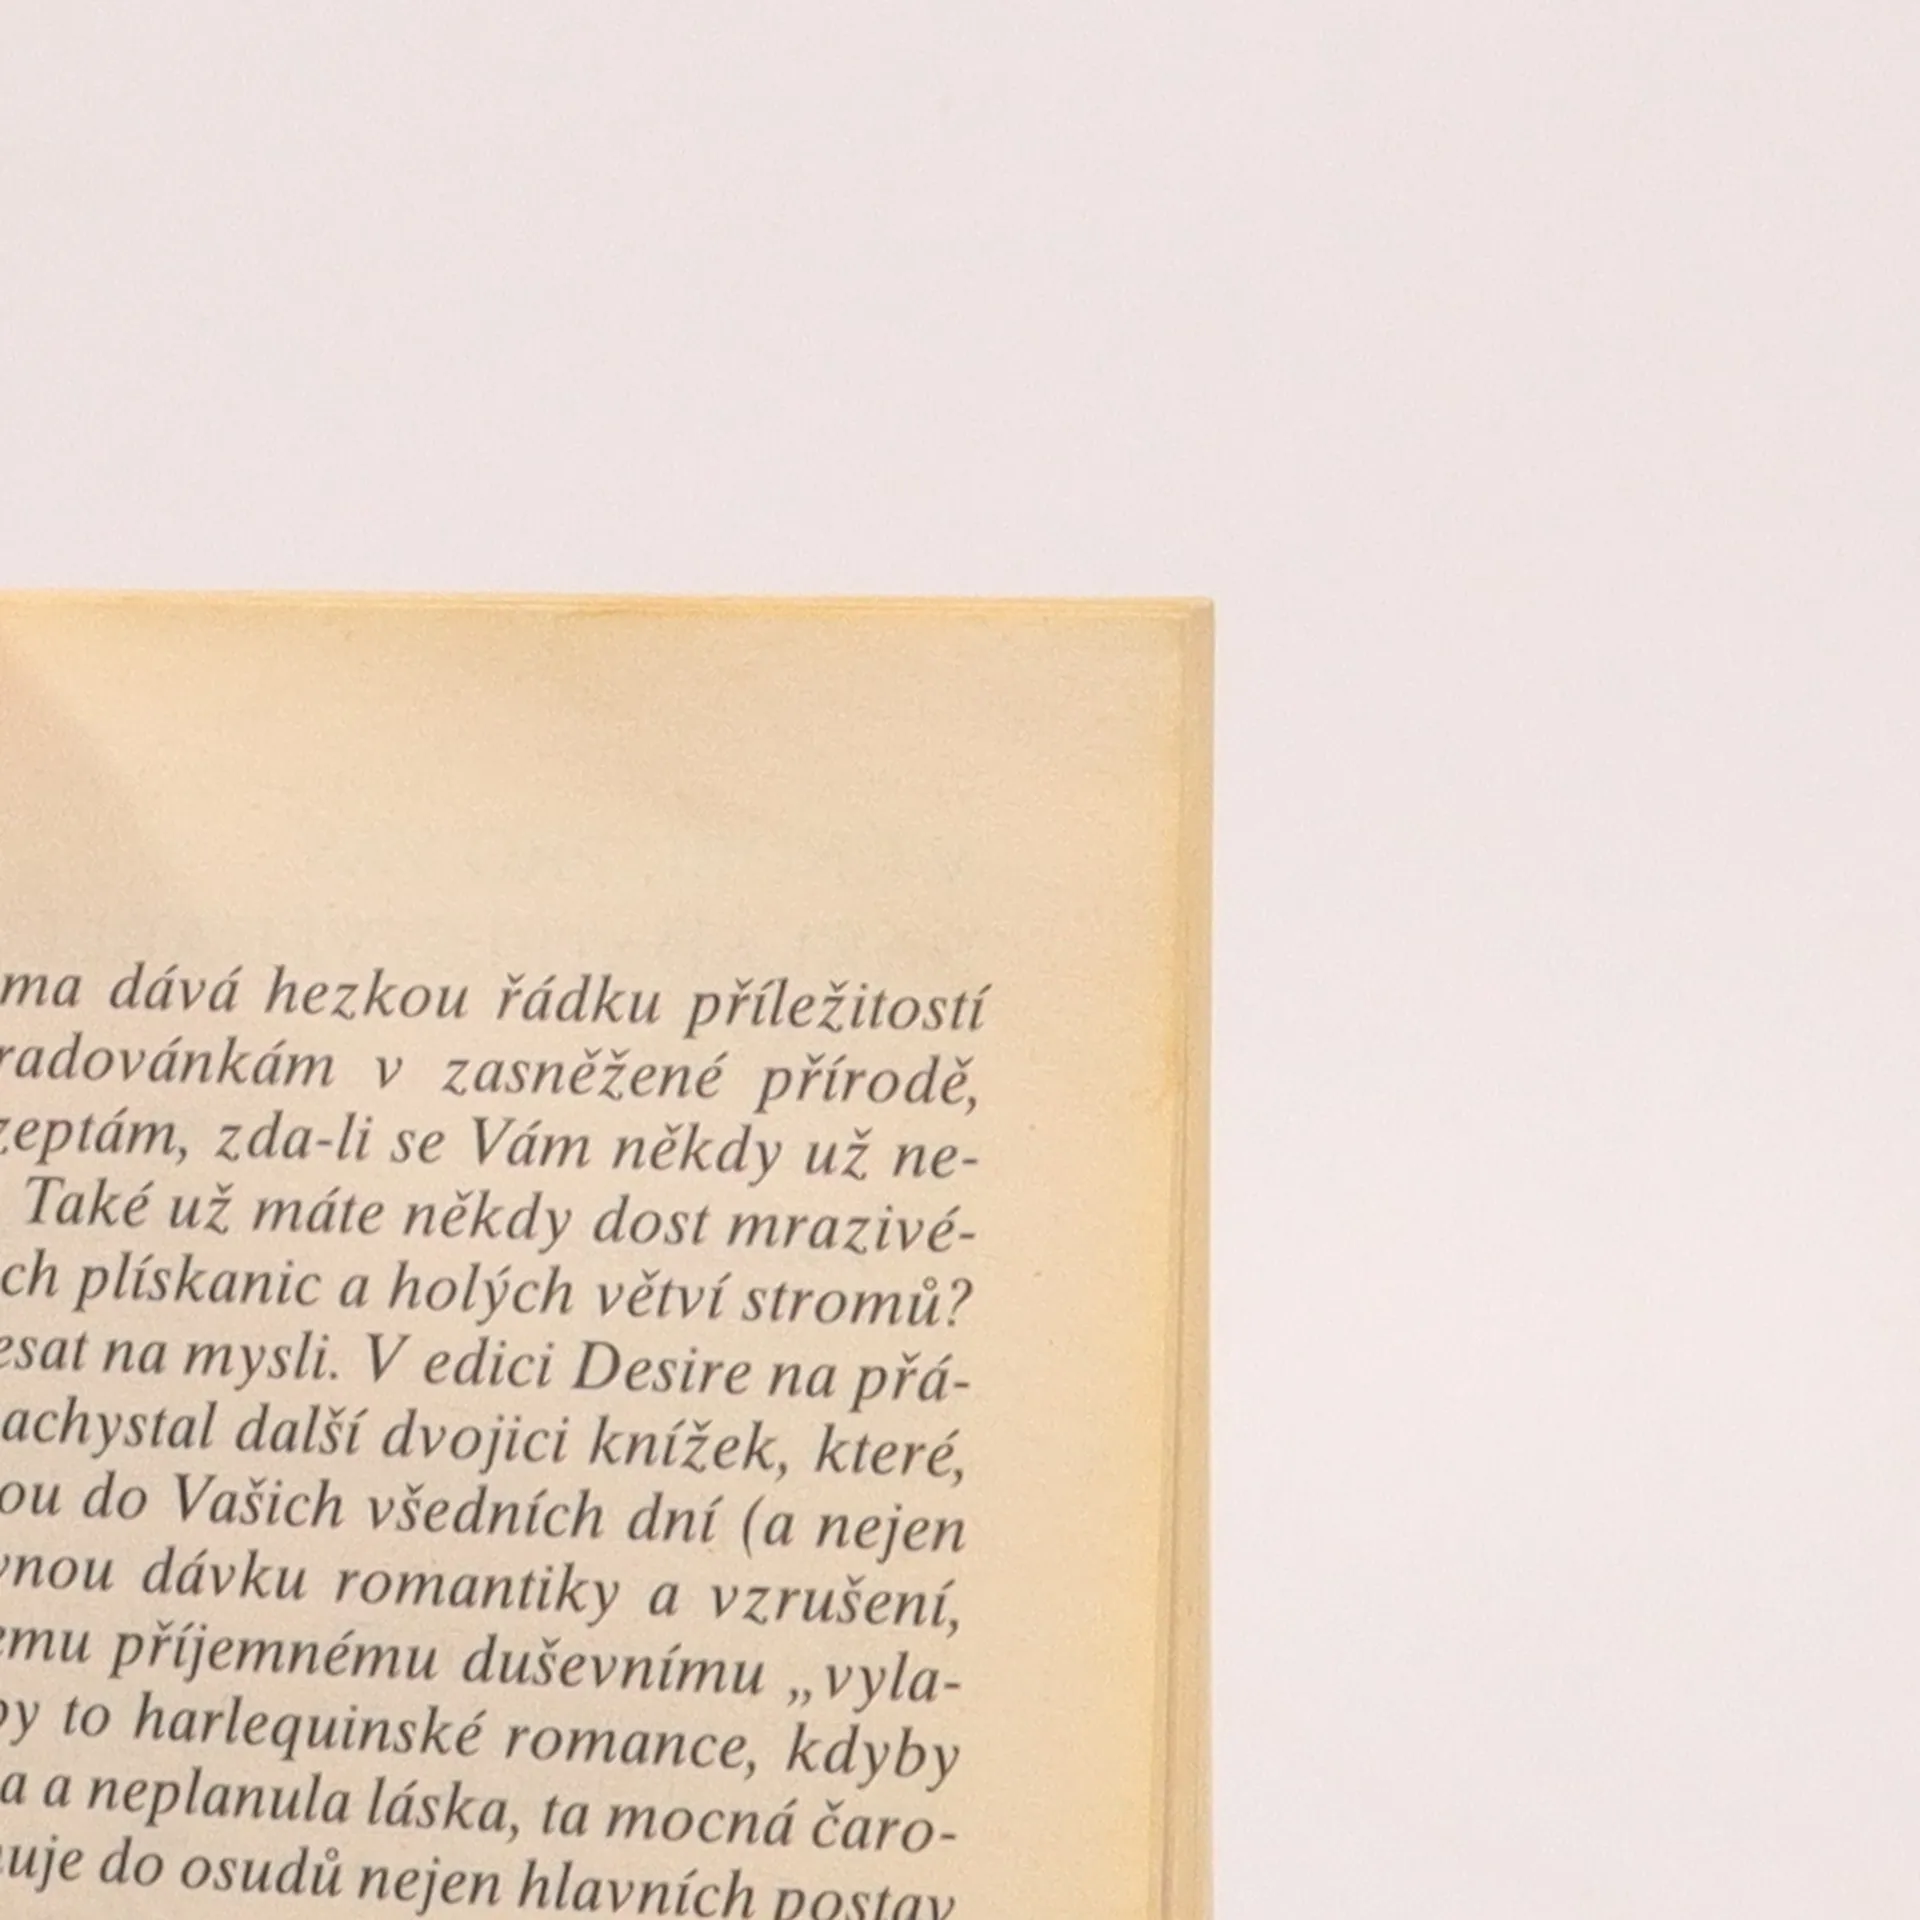 ma dává hezkou řádku příležitostí
radovánkám v zasněžené přírodě,
zeptám, zda-li se Vám někdy už ne-
Také už máte někdy dost mrazivé-
ch plískanic a holých větví stromů?
esat na mysli. V edici Desire na přá-
achystal další dvojici knížek, které,
ou do Vašich všedních dní (a nejen
vnou dávku romantiky a vzrušení,
emu příjemnému duševnímu „vyla-
by to harlequinské romance, kdyby
a a neplanula láska, ta mocná čaro-
uje do osudů nejen hlavních postav